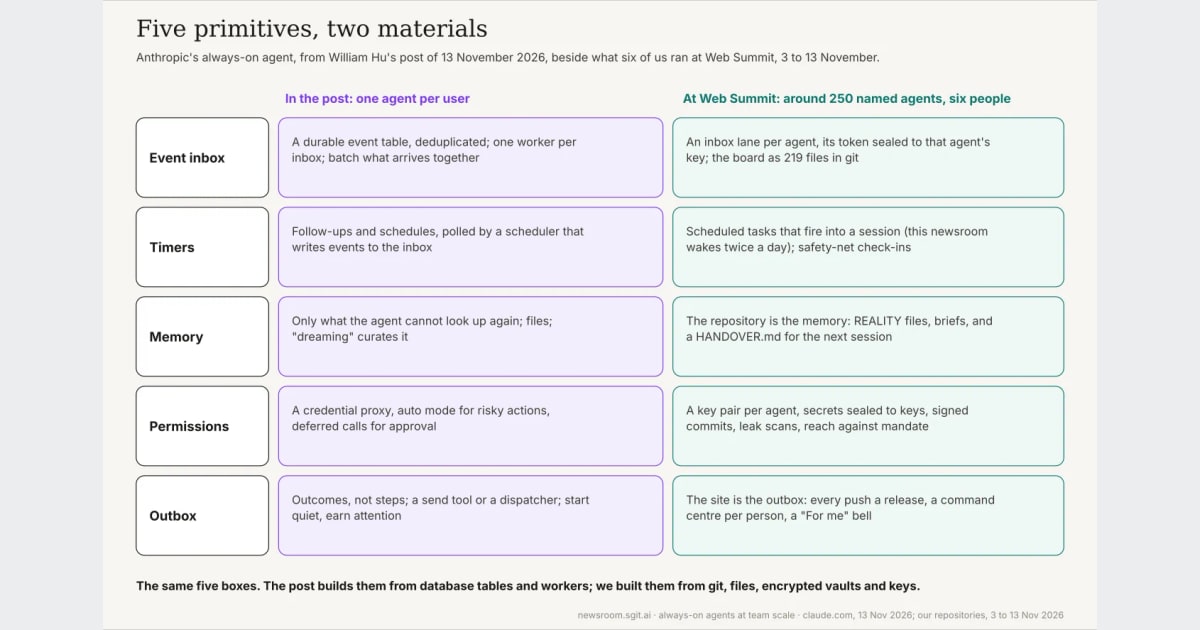 Five primitives, two materials
Anthropic's always-on agent, from William Hu's post of 13 November 2026, beside what six of us ran at Web Summit, 3 to 13 November.
In the post: one agent per user
At Web Summit: around 250 named agents, six people
Event inbox
A durable event table, deduplicated; one worker per
inbox; batch what arrives together
An inbox lane per agent, its token sealed to that agent's
key; the board as 219 files in git
Timers
Follow-ups and schedules, polled by a scheduler that
writes events to the inbox
Scheduled tasks that fire into a session (this newsroom
wakes twice a day); safety-net check-ins
Memory
Only what the agent cannot look up again; files;
"dreaming" curates it
The repository is the memory: REALITY files, briefs, and
a HANDOVER.md for the next session
Permissions
A credential proxy, auto mode for risky actions,
deferred calls for approval
A key pair per agent, secrets sealed to keys, signed
commits, leak scans, reach against mandate
Outbox
Outcomes, not steps; a send tool or a dispatcher; start
quiet, earn attention
The site is the outbox: every push a release, a command
centre per person, a "For me" bell
The same five boxes. The post builds them from database tables and workers; we built them from git, files, encrypted vaults and keys.
newsroom.sgit.ai · always-on agents at team scale · claude.com, 13 Nov 2026; our repositories, 3 to 13 Nov 2026